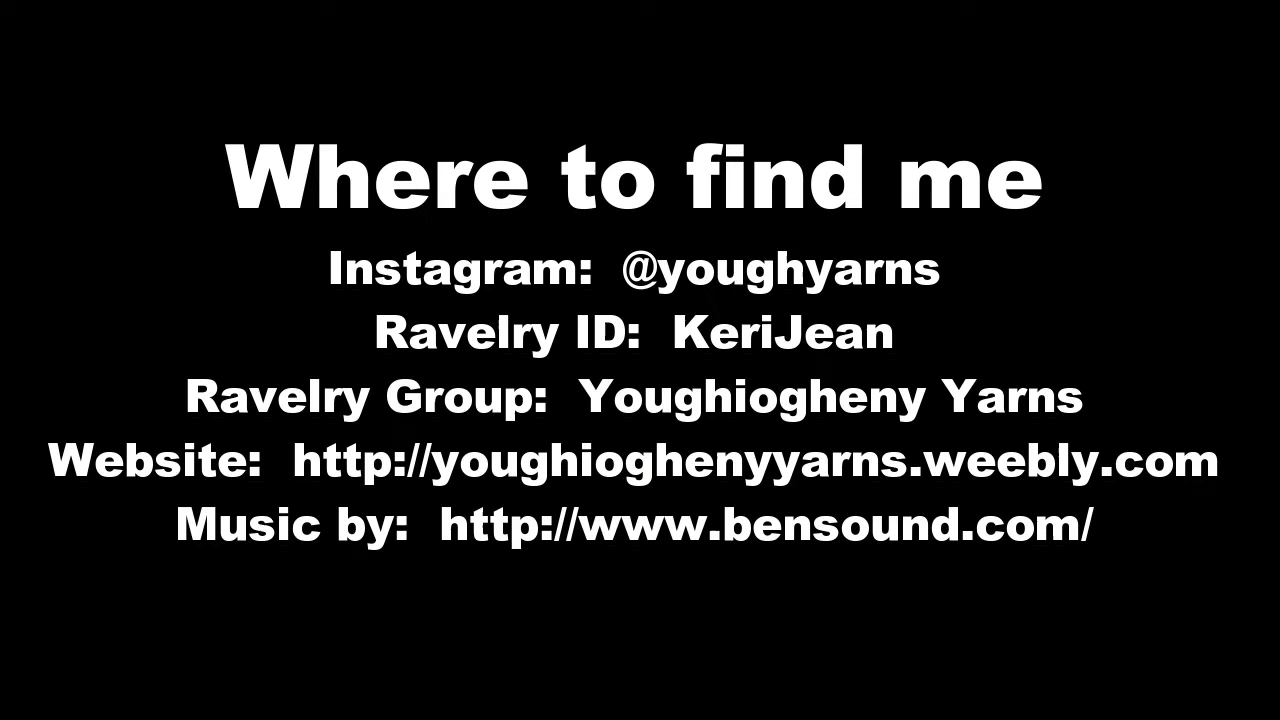 Where to find me
Instagram:  @youghyarns
Ravelry ID:  KeriJean
Ravelry Group:  Youghiogheny Yarns
Website:  http://youghioghenyyarns.weebly.com
Music by:  http://www.bensound.com/